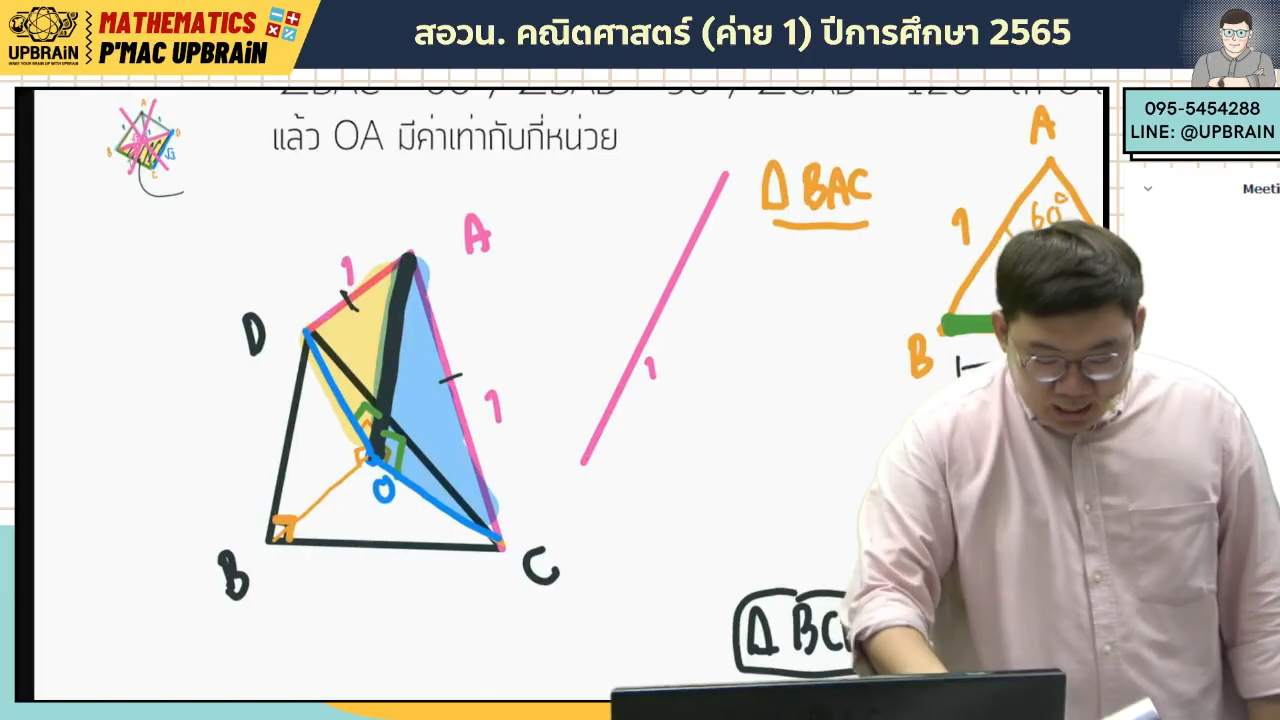 UPBRAiN
MATHEMATICS
P'MAC UPBRAiN
สอวน. คณิตศาสตร์ (ค่าย 1) ปีการศึกษา 2565
095-5454288
LINE: @UPBRAIN
Meeti
แล้ว OA มีค่าเท่ากับกี่หน่วย
Δ BAC
A
1
60°
B
A
1
D
1
1
O
B
C
Δ BC